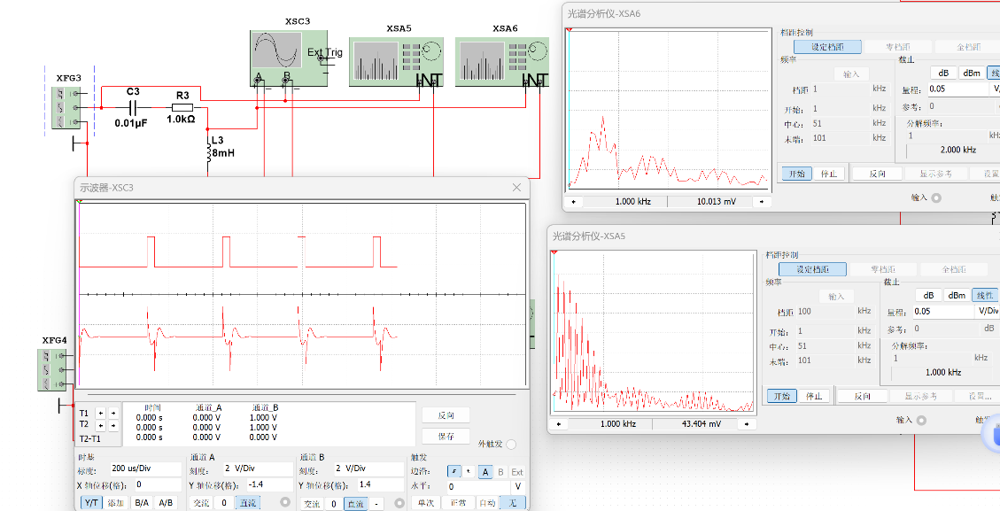 XSC3
XSA5
XSA6
Ext Trig
A
B
INT
INT
XFG3
C3
0.01μF
R3
1.0kΩ
L3
8mH
XFG4
光谱分析仪-XSA6
档距控制
设定档距
零档距
全档距
频率
输入
档距
1
kHz
开始:
1
kHz
中心:
51
kHz
末端:
101
kHz
截止
dB
dBm
量程:
0.05
参考:
0
分解频率:
1
2.000 kHz
开始
停止
反向
显示参考
设置
1.000 kHz
10.013 mV
输入
光谱分析仪-XSA5
档距控制
设定档距
零档距
全档距
频率
输入
档距
100
kHz
开始:
1
kHz
中心:
51
kHz
末端:
101
kHz
截止
dB
dBm
线性
量程:
0.05
V/Div
参考:
0
dB
分解频率:
1
kHz
1.000 kHz
开始
停止
反向
显示参考
设置...
1.000 kHz
43.404 mV
输入
示波器-XSC3
时间
通道_A
通道_B
T1
0.000 s
0.000 V
1.000 V
T2
0.000 s
0.000 V
1.000 V
T2-T1
0.000 s
0.000 V
0.000 V
反向
保存
外触发
时基
标度:
200 us/Div
X 轴位移(格):
0
Y/T
添加
B/A
A/B
通道 A
刻度:
2 V/Div
Y 轴位移(格):
-1.4
交流
0
直流
通道 B
刻度:
2 V/Div
Y 轴位移(格):
1.4
交流
0
直流
-
触发
边沿:
A
B
Ext
水平:
0
V
单次
正常
自动
无